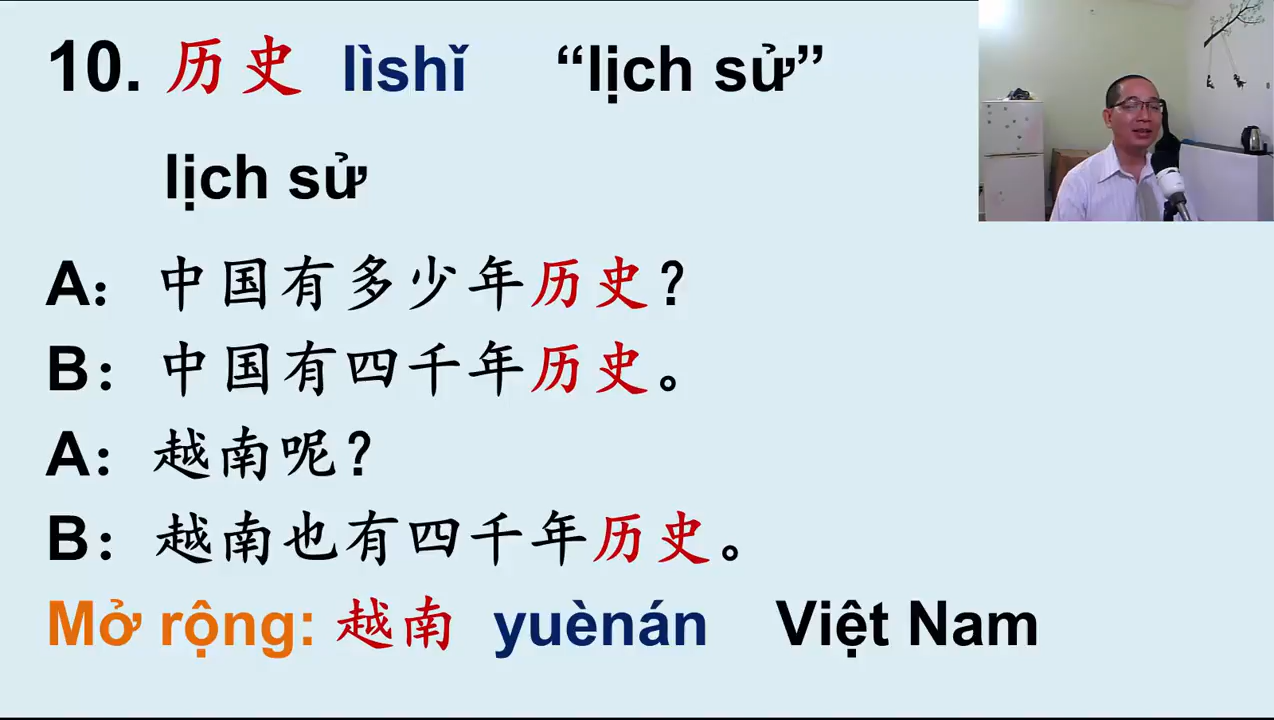 10. 历史 lìshǐ “lịch sử”
lịch sử
A：中国有多少年历史？
B：中国有四千年历史。
A：越南呢？
B：越南也有四千年历史。
Mở rộng: 越南 yuènán Việt Nam